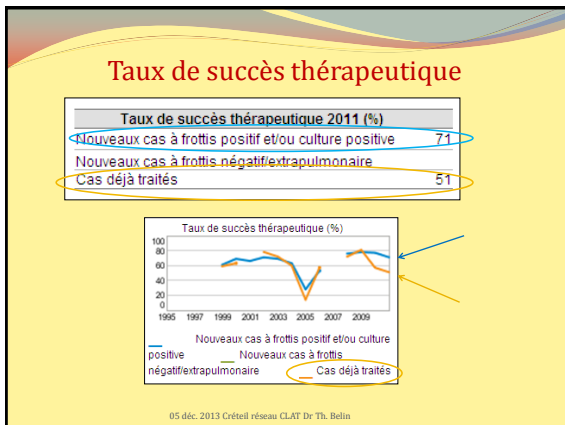 Taux de succès thérapeutique
Taux de succès thérapeutique 2011 (%)
Nouveaux cas à frottis positif et/ou culture positive 71
Nouveaux cas à frottis négatif/extrapulmonaire
Cas déjà traités 51
Taux de succès thérapeutique (%)
100
80
60
40
20
0
1995 1997 1999 2001 2003 2005 2007 2009
Nouveaux cas à frottis positif et/ou culture
positive Nouveaux cas à frottis
négatif/extrapulmonaire Cas déjà traités
05 déc. 2013 Créteil réseau CLAT Dr Th. Belin